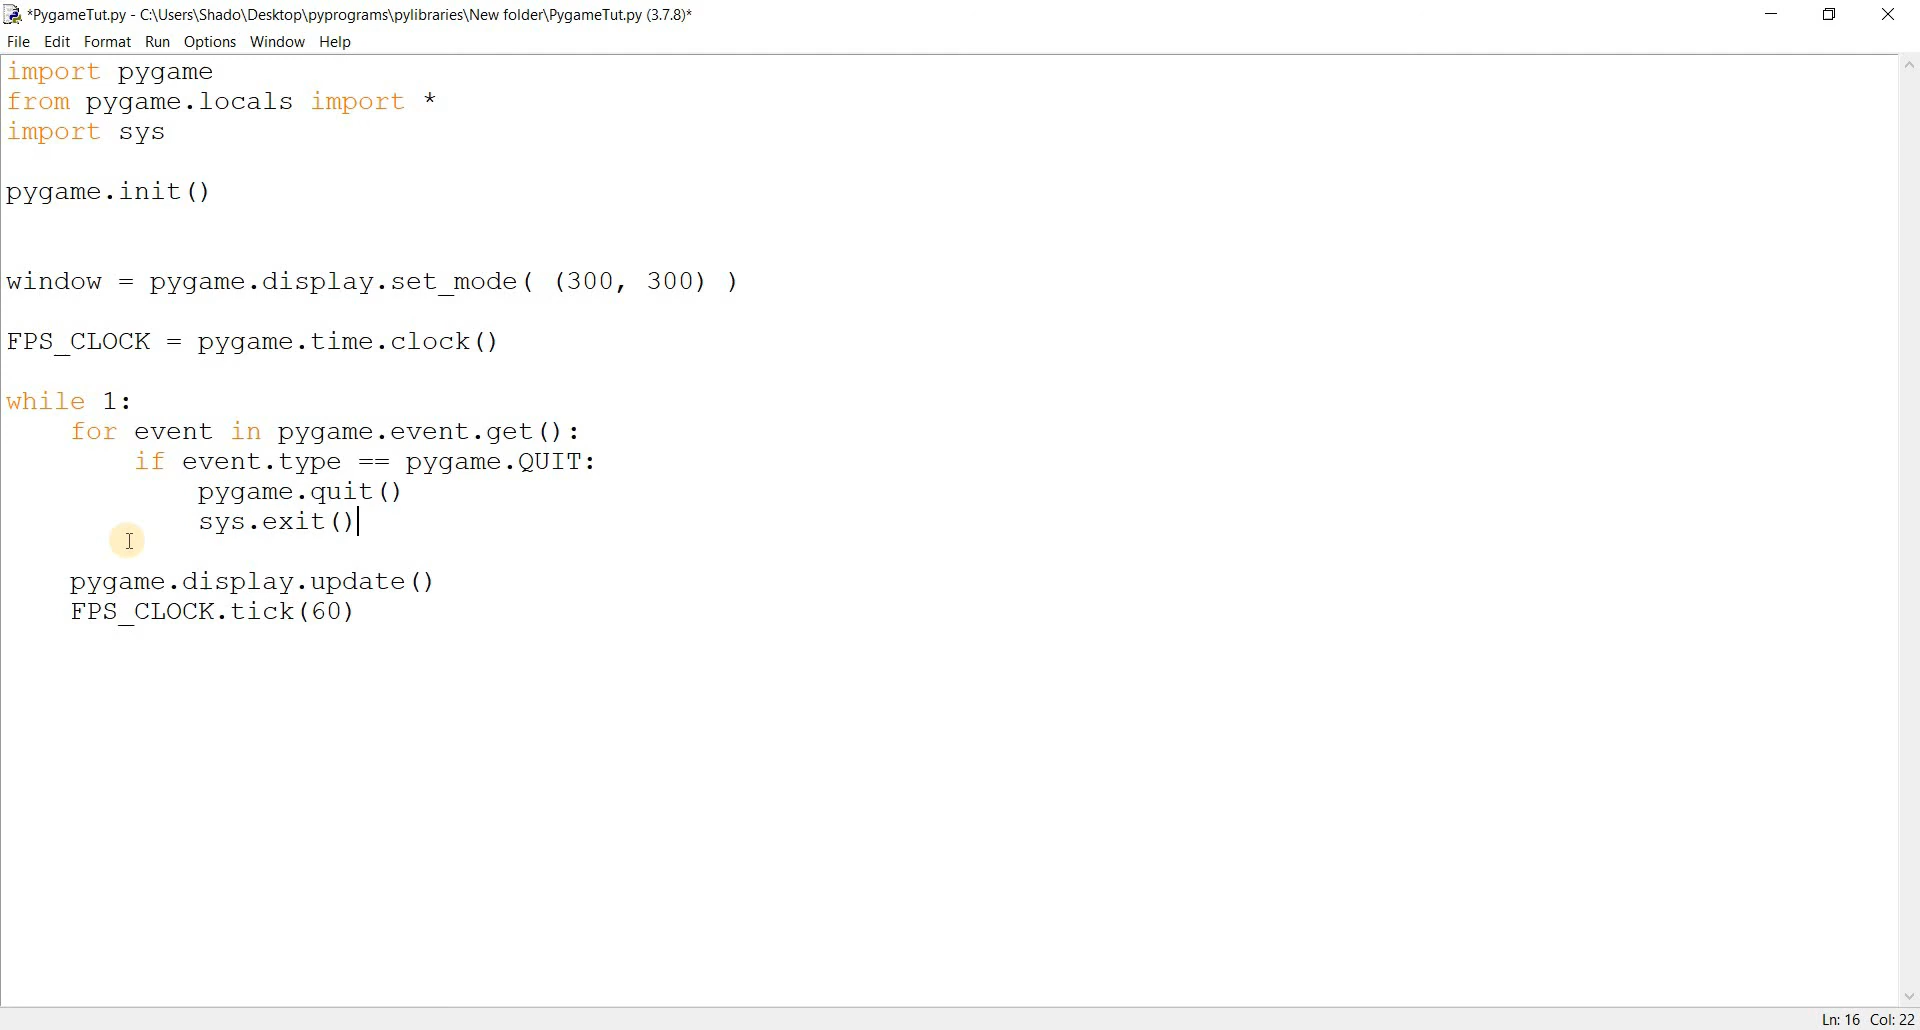 *PygameTut.py - C:\Users\Shado\Desktop\pyprograms\pylibraries\New folder\PygameTut.py (3.7.8)*
File Edit Format Run Options Window Help
import pygame
from pygame.locals import *
import sys

pygame.init()


window = pygame.display.set_mode( (300, 300) )

FPS_CLOCK = pygame.time.clock()

while 1:
    for event in pygame.event.get():
        if event.type == pygame.QUIT:
            pygame.quit()
            sys.exit()

    pygame.display.update()
    FPS_CLOCK.tick(60)
Ln: 16 Col: 22